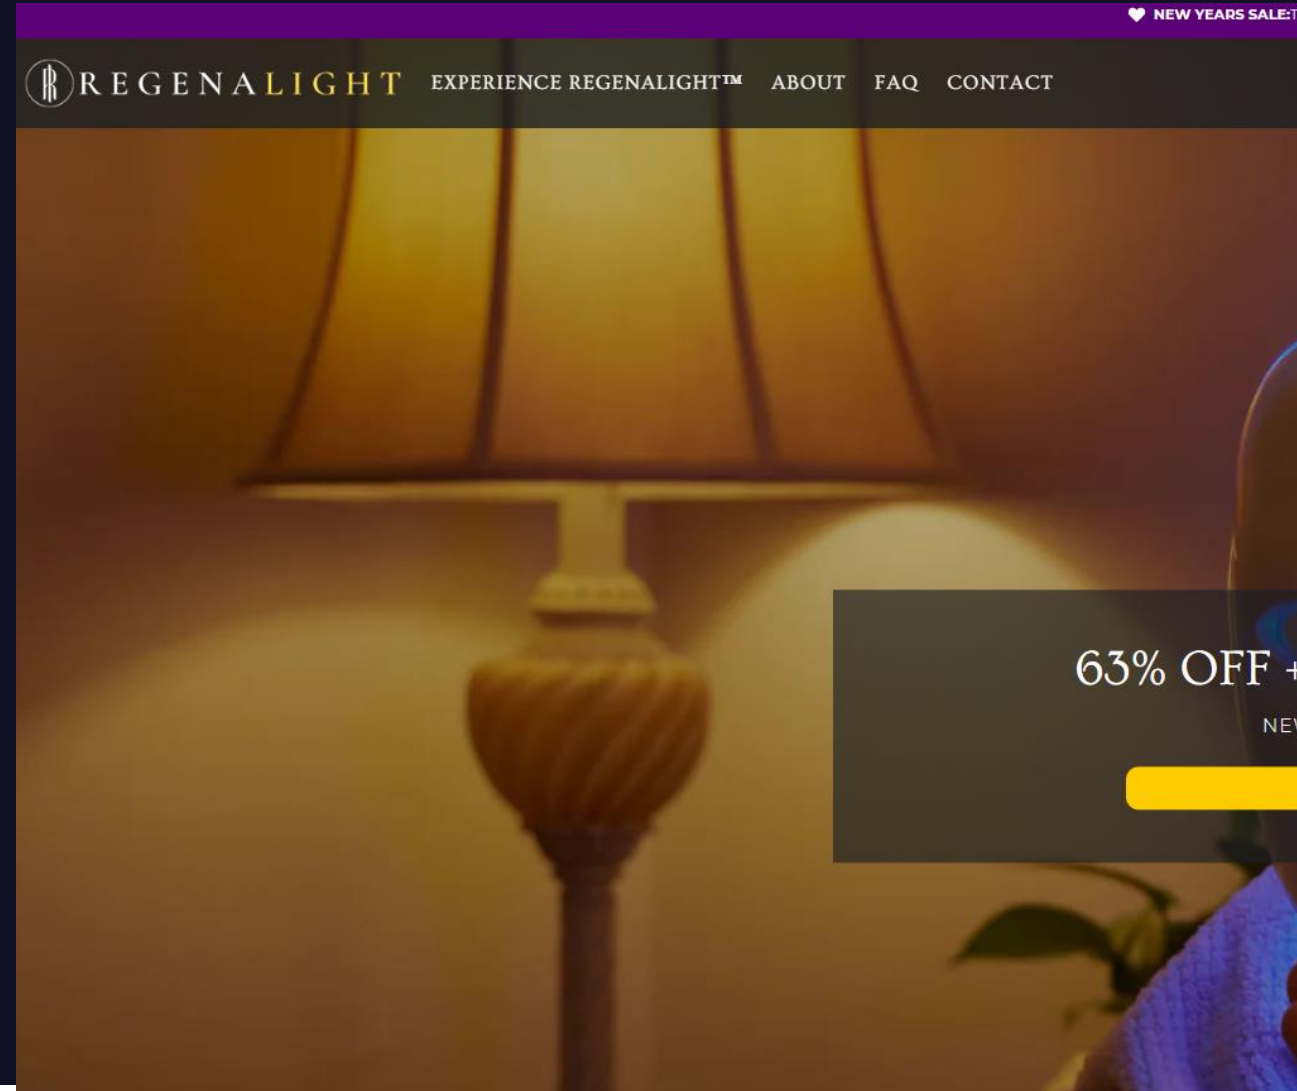 NEW YEARS SALE:
REGENALIGHT EXPERIENCE REGENALIGHT™ ABOUT FAQ CONTACT
63% OFF +